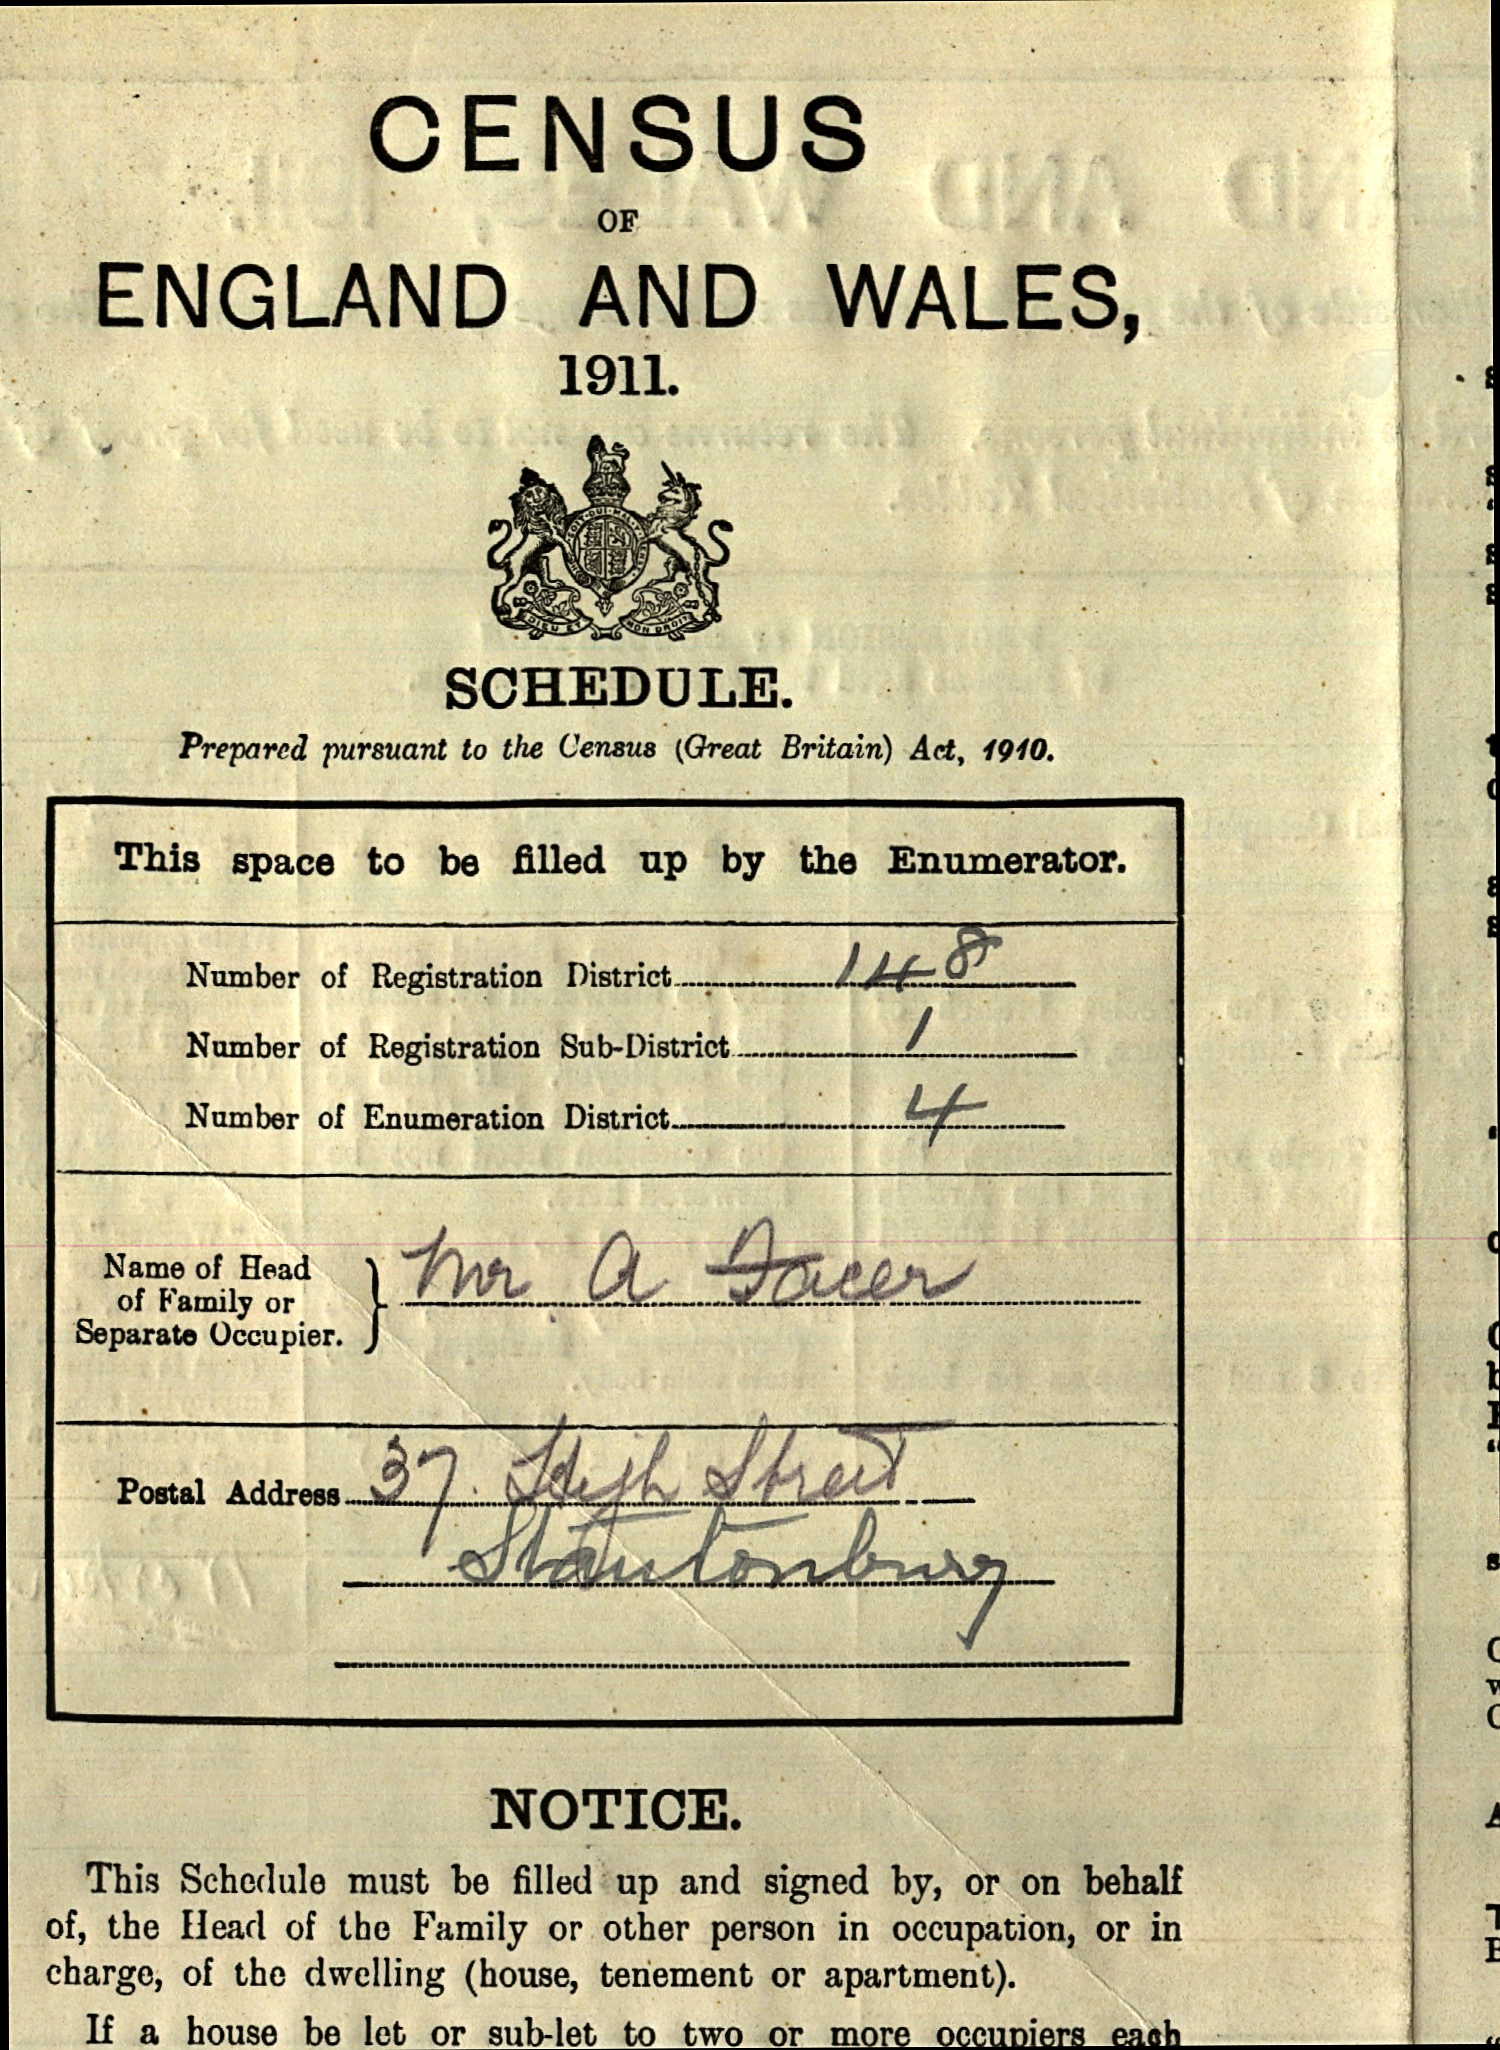 CENSUS
OF
ENGLAND AND WALES,
1911.
DIEU ET MON DROIT
SCHEDULE.
Prepared pursuant to the Census (Great Britain) Act, 1910.
This space to be filled up by the Enumerator.
Number of Registration District 148
Number of Registration Sub-District 1
Number of Enumeration District 4
Name of Head
of Family or
Separate Occupier.
Mr A Facer
Postal Address 37. High Street
Stantonbury
NOTICE.
This Schedule must be filled up and signed by, or on behalf
of, the Head of the Family or other person in occupation, or in
charge, of the dwelling (house, tenement or apartment).
If a house be let or sub-let to two or more occupiers each